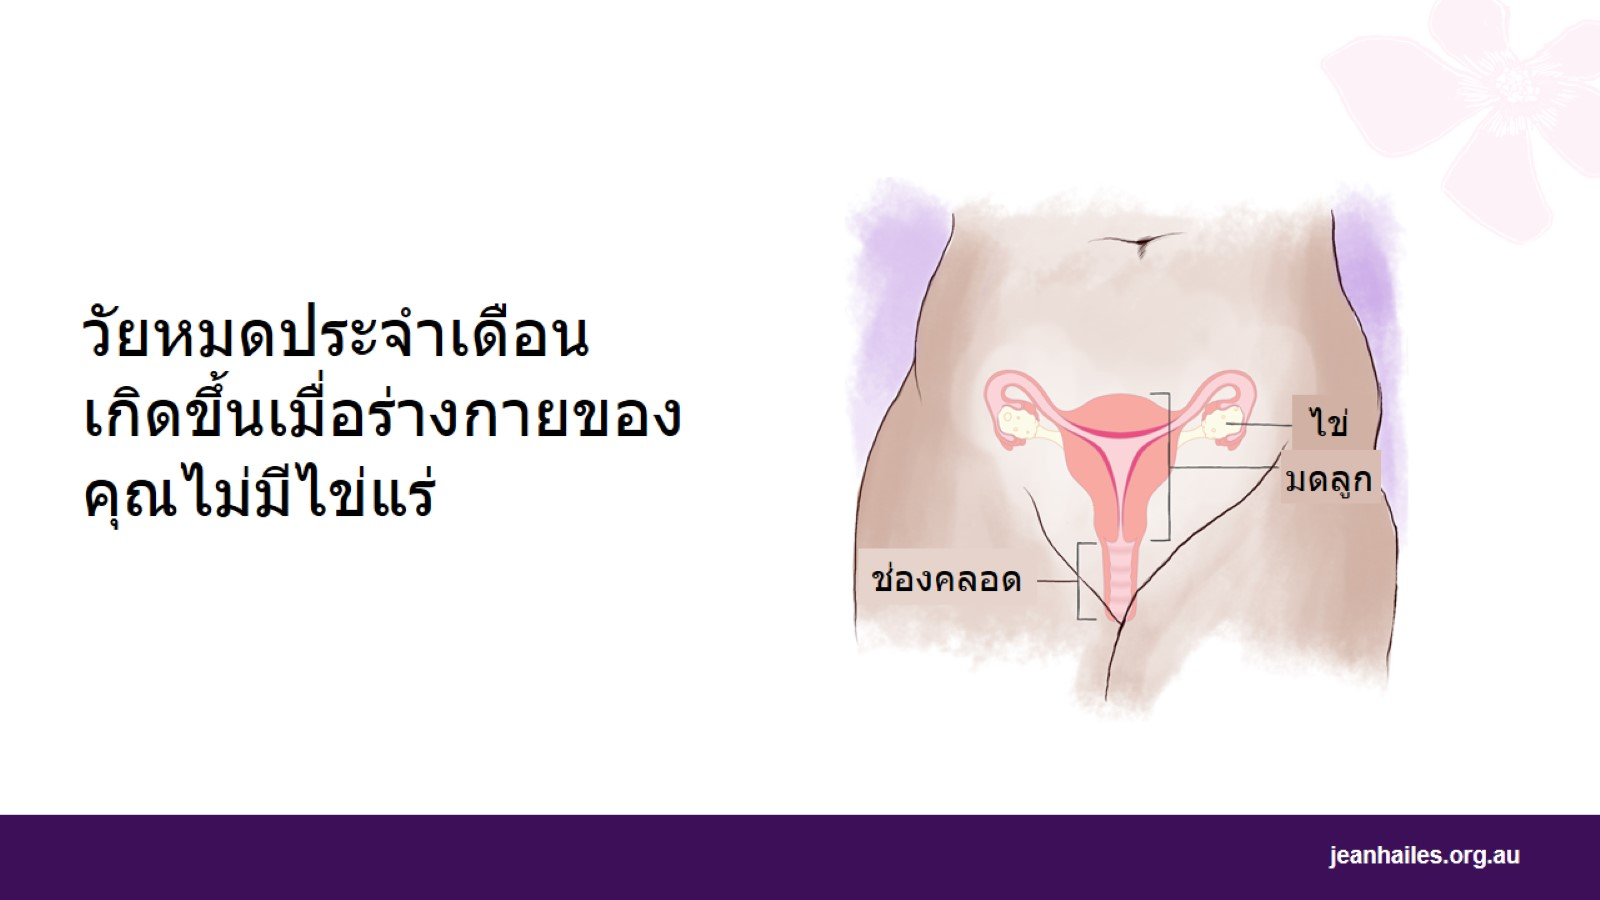 วัยหมดประจำเดือน
เกิดขึ้นเมื่อร่างกายของ
คุณไม่มีไข่แร่
ไข่
มดลูก
ช่องคลอด
jeanhailes.org.au